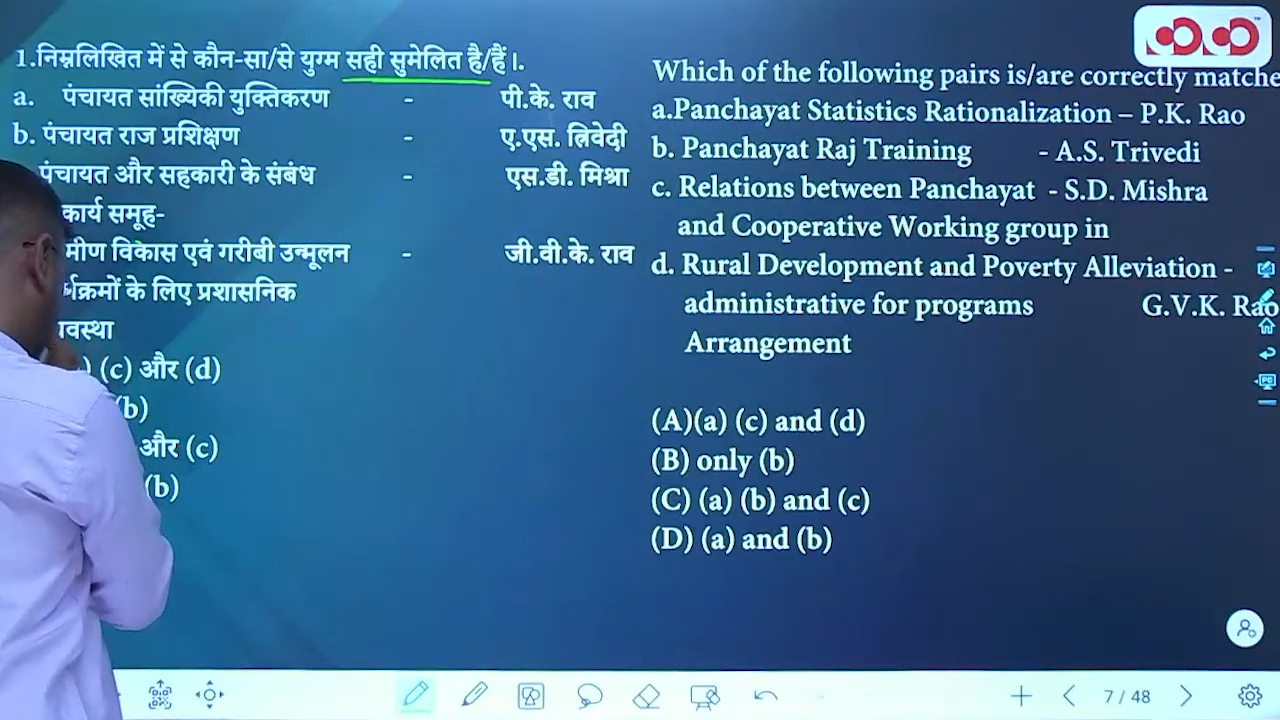 1.निम्नलिखित में से कौन-सा/से युग्म सही सुमेलित है/हैं।.
a. पंचायत सांख्यिकी युक्तिकरण - पी.के. राव
b. पंचायत राज प्रशिक्षण - ए.एस. त्रिवेदी
पंचायत और सहकारी के संबंध - एस.डी. मिश्रा
कार्य समूह-
विकास एवं गरीबी उन्मूलन - जी.वी.के. राव
के लिए प्रशासनिक
(c) और (d)
(b)
और (c)
(b)
Which of the following pairs is/are correctly matche
a.Panchayat Statistics Rationalization – P.K. Rao
b. Panchayat Raj Training - A.S. Trivedi
c. Relations between Panchayat - S.D. Mishra
and Cooperative Working group in
d. Rural Development and Poverty Alleviation -
administrative for programs G.V.K. Rao
Arrangement
(A)(a) (c) and (d)
(B) only (b)
(C) (a) (b) and (c)
(D) (a) and (b)
7 / 48